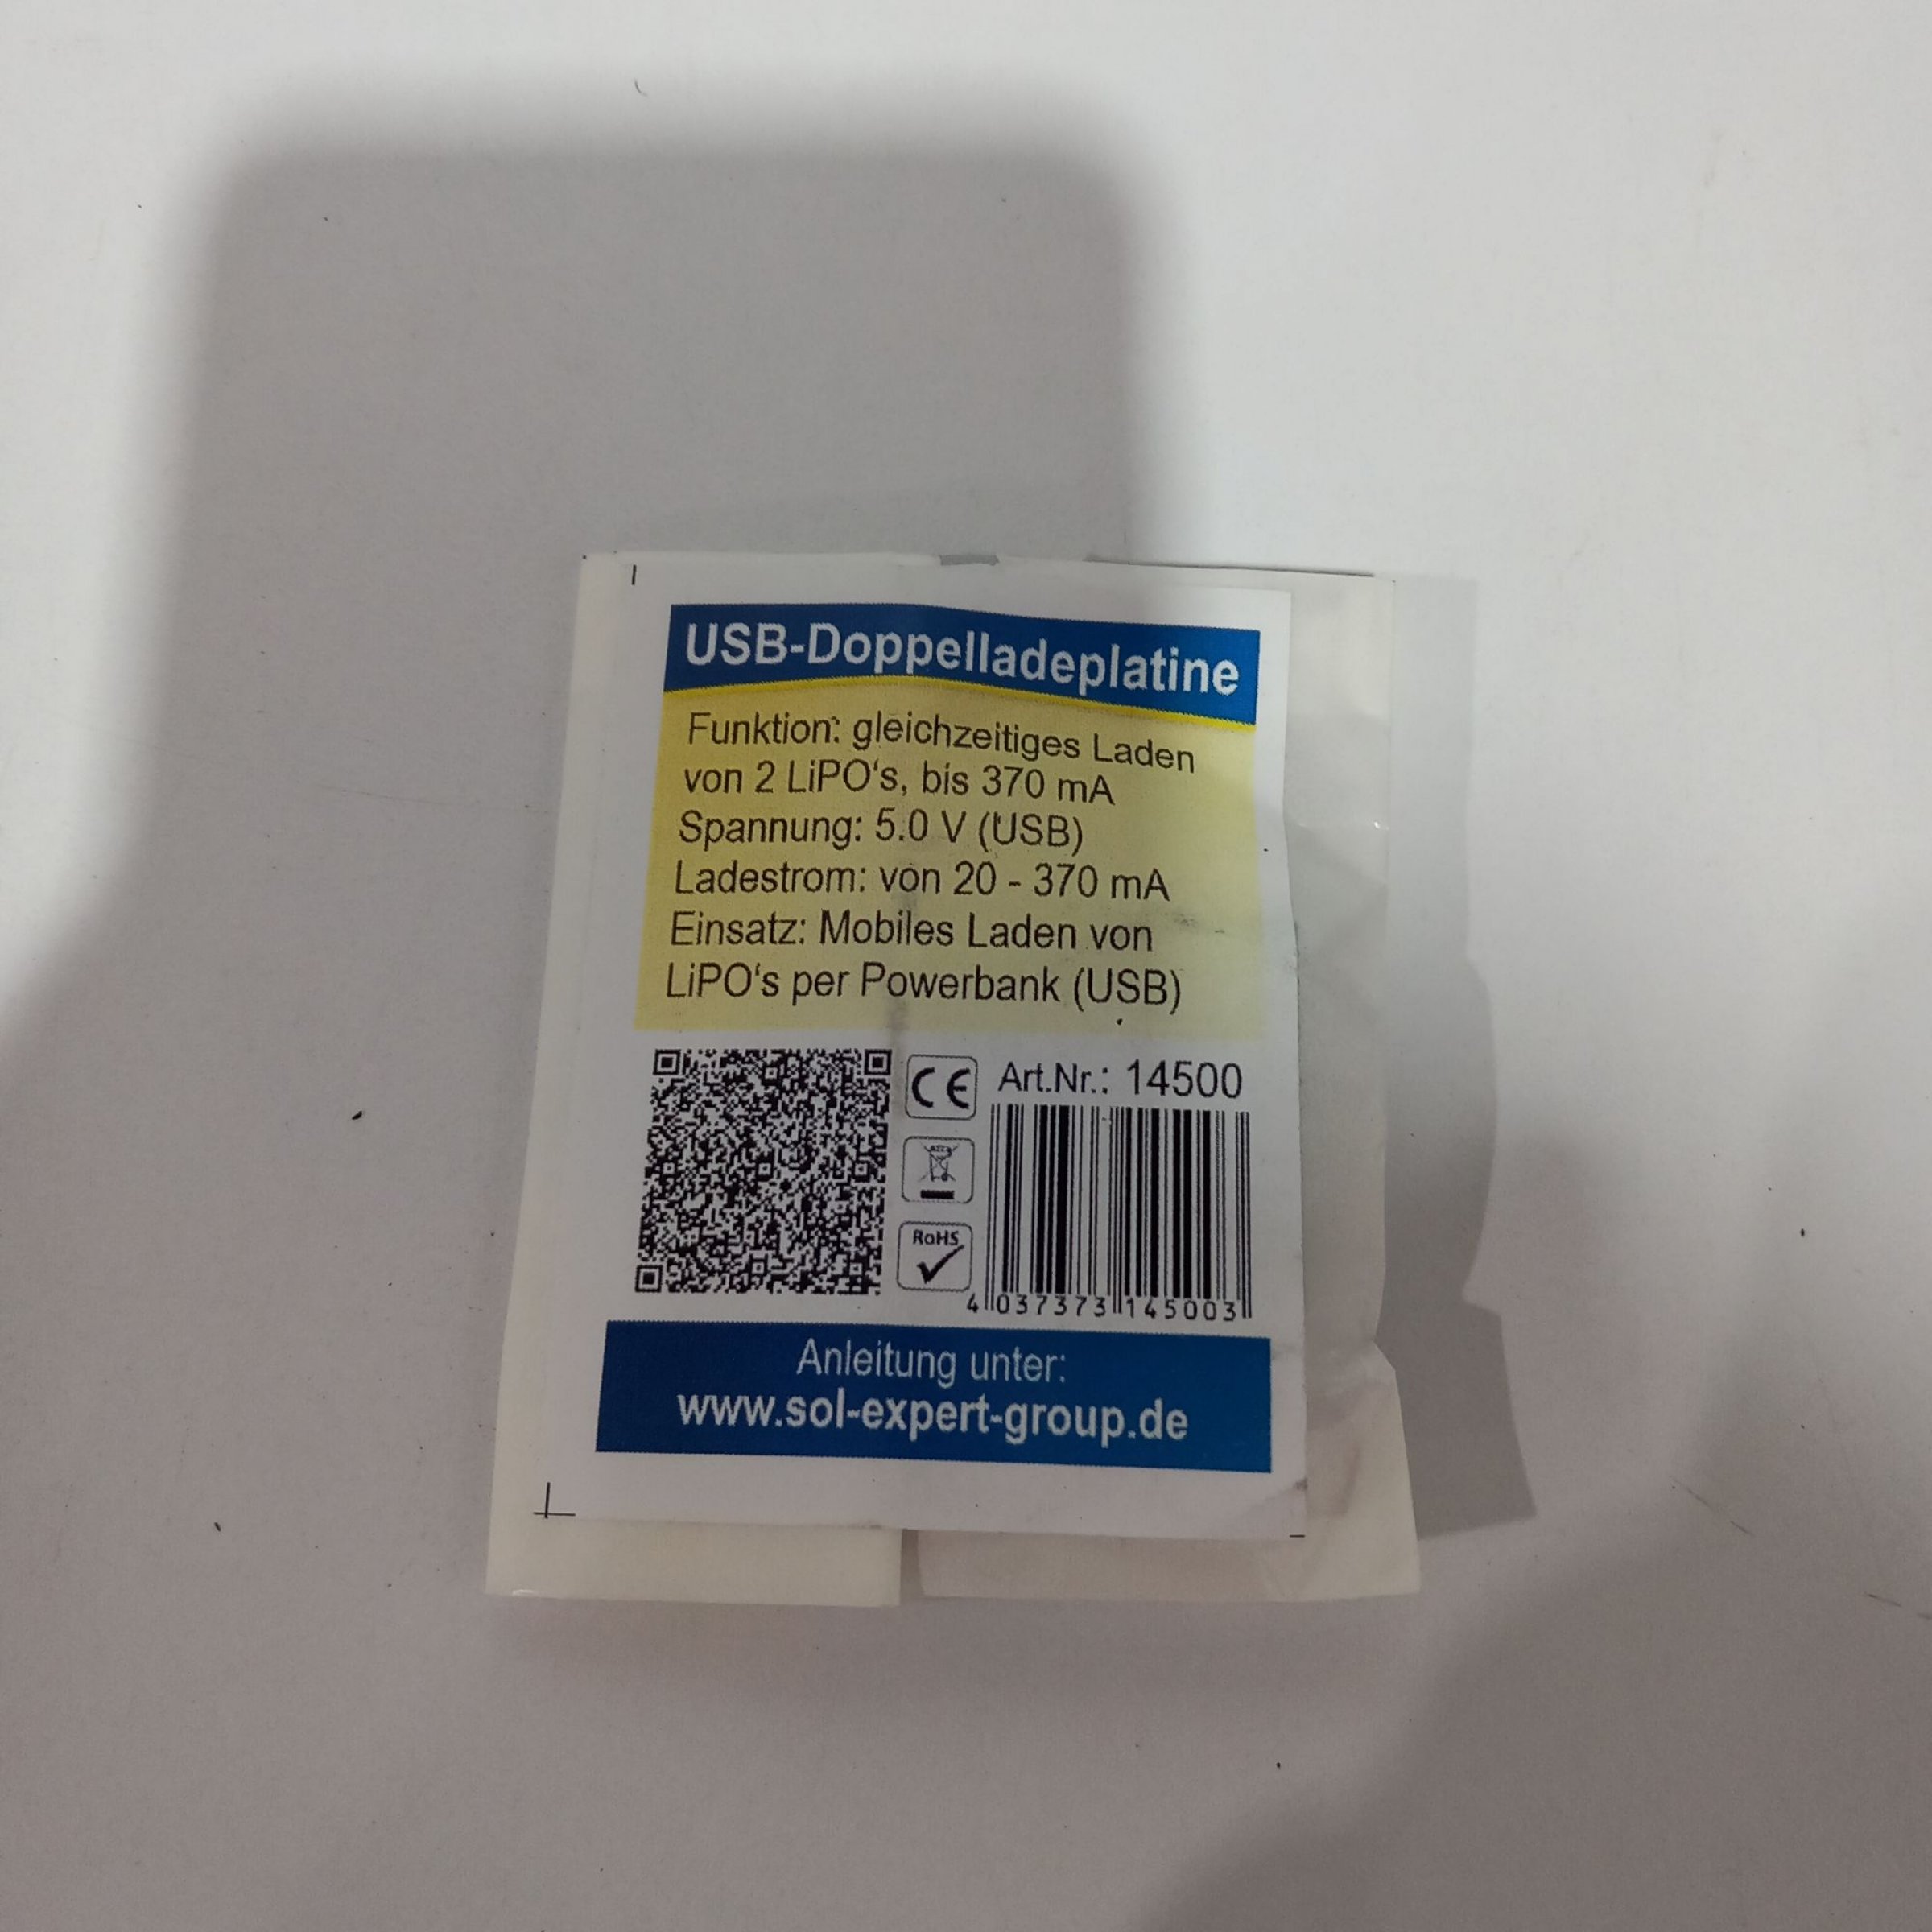 USB-Doppelladeplatine
Funktion: gleichzeitiges Laden
von 2 LiPO's, bis 370 mA
Spannung: 5.0 V (USB)
Ladestrom: von 20 - 370 mA
Einsatz: Mobiles Laden von
LiPO's per Powerbank (USB)
CE
Art.Nr.: 14500
RoHS
4 037373 145003
Anleitung unter:
www.sol-expert-group.de